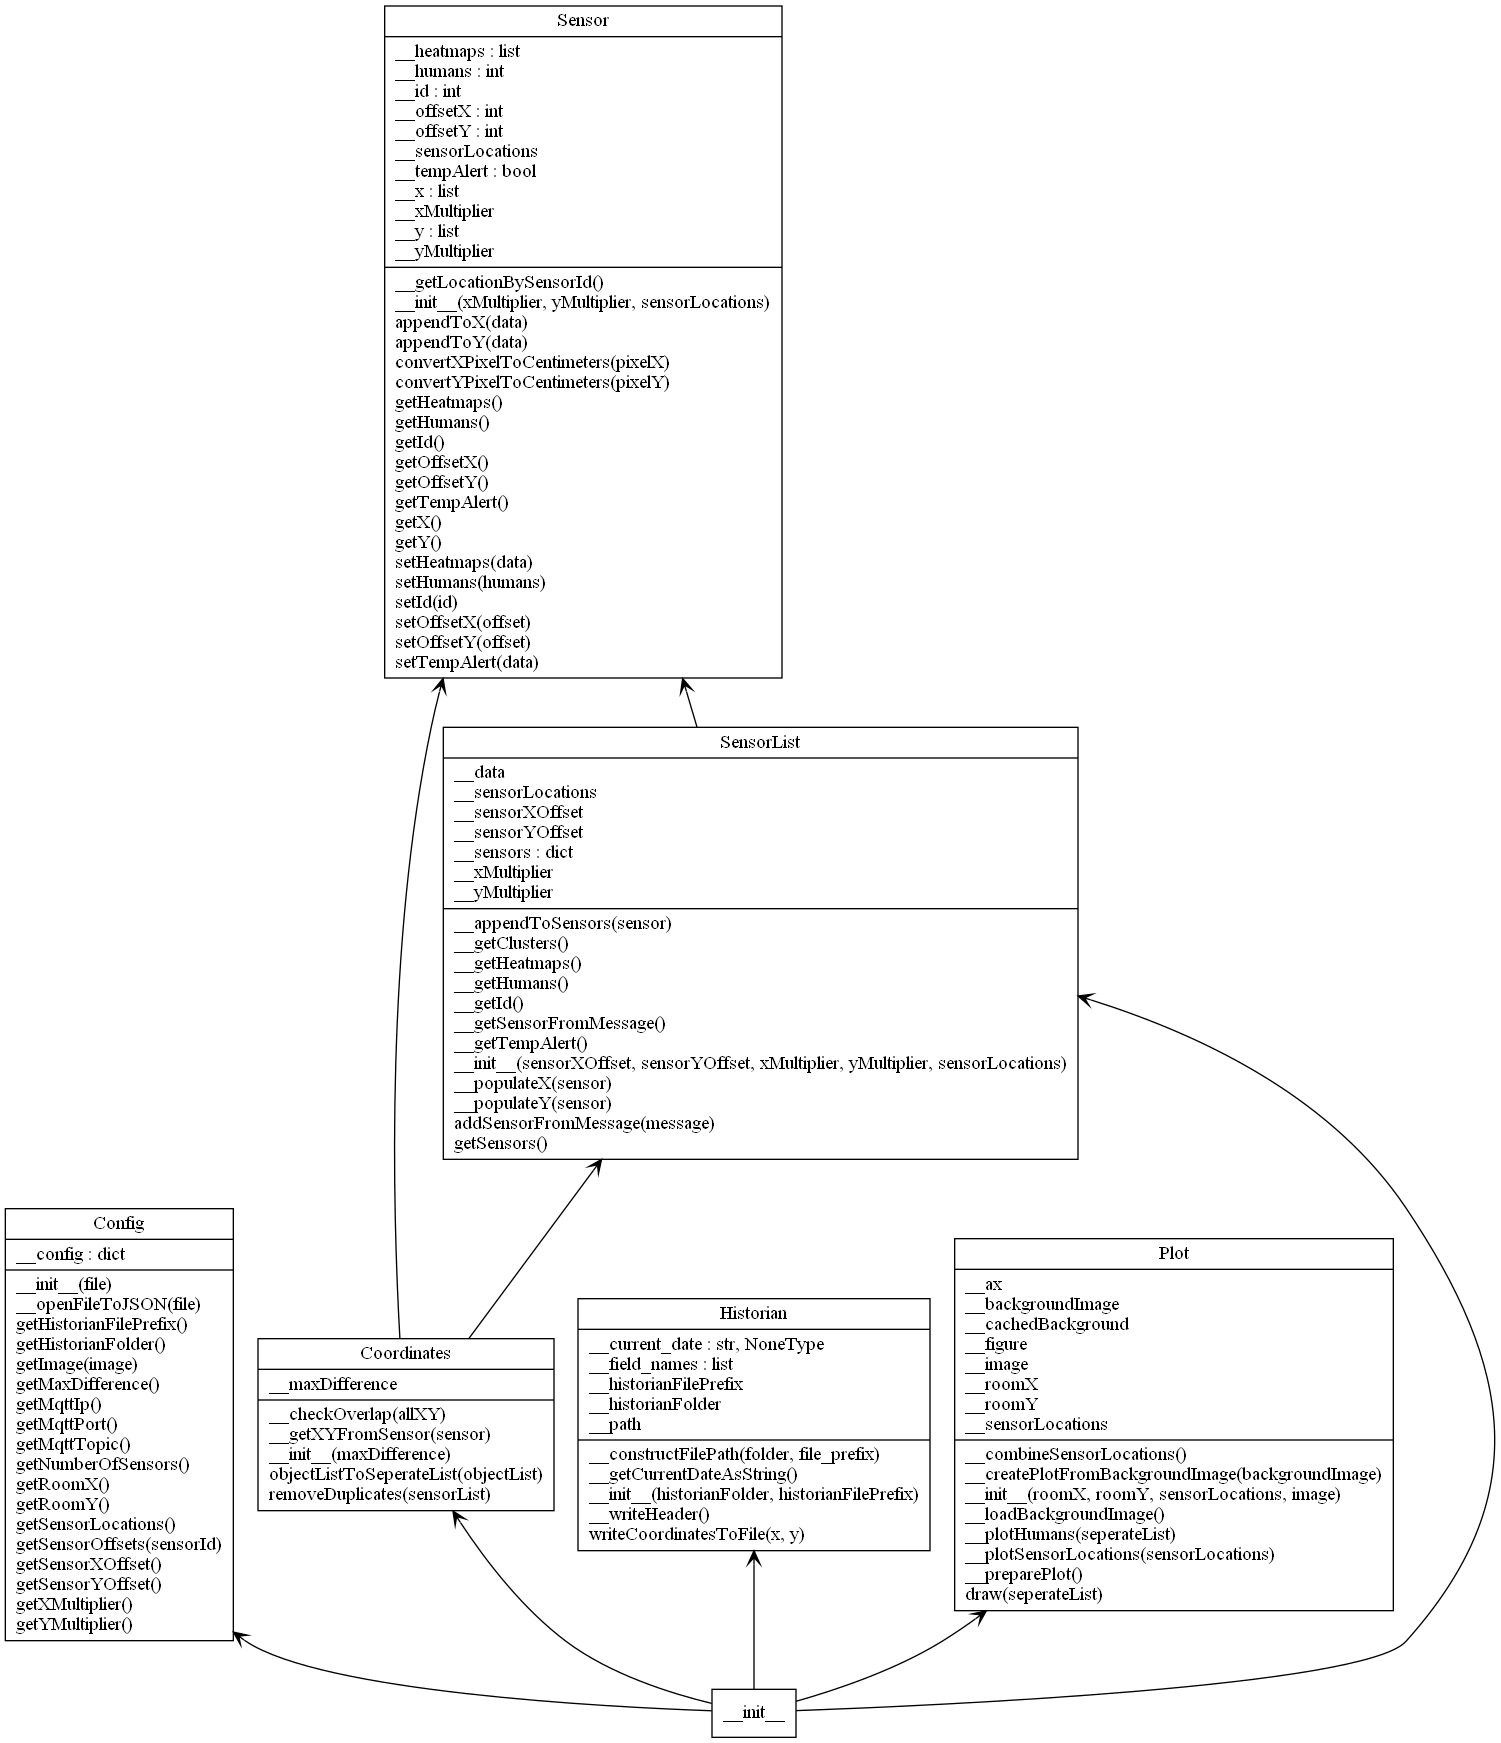 Sensor
__heatmaps : list
__humans : int
__id : int
__offsetX : int
__offsetY : int
__sensorLocations
__tempAlert : bool
__x : list
__xMultiplier
__y : list
__yMultiplier
__getLocationBySensorId()
__init__(xMultiplier, yMultiplier, sensorLocations)
appendToX(data)
appendToY(data)
convertXPixelToCentimeters(pixelX)
convertYPixelToCentimeters(pixelY)
getHeatmaps()
getHumans()
getId()
getOffsetX()
getOffsetY()
getTempAlert()
getX()
getY()
setHeatmaps(data)
setHumans(humans)
setId(id)
setOffsetX(offset)
setOffsetY(offset)
setTempAlert(data)
SensorList
__data
__sensorLocations
__sensorXOffset
__sensorYOffset
__sensors : dict
__xMultiplier
__yMultiplier
__appendToSensors(sensor)
__getClusters()
__getHeatmaps()
__getHumans()
__getId()
__getSensorFromMessage()
__getTempAlert()
__init__(sensorXOffset, sensorYOffset, xMultiplier, yMultiplier, sensorLocations)
__populateX(sensor)
__populateY(sensor)
addSensorFromMessage(message)
getSensors()
Config
__config : dict
__init__(file)
__openFileToJSON(file)
getHistorianFilePrefix()
getHistorianFolder()
getImage(image)
getMaxDifference()
getMqttIp()
getMqttPort()
getMqttTopic()
getNumberOfSensors()
getRoomX()
getRoomY()
getSensorLocations()
getSensorOffsets(sensorId)
getSensorXOffset()
getSensorYOffset()
getXMultiplier()
getYMultiplier()
Coordinates
__maxDifference
__checkOverlap(allXY)
__getXYFromSensor(sensor)
__init__(maxDifference)
objectListToSeperateList(objectList)
removeDuplicates(sensorList)
Historian
__current_date : str, NoneType
__field_names : list
__historianFilePrefix
__historianFolder
__path
__constructFilePath(folder, file_prefix)
__getCurrentDateAsString()
__init__(historianFolder, historianFilePrefix)
__writeHeader()
writeCoordinatesToFile(x, y)
Plot
__ax
__backgroundImage
__cachedBackground
__figure
__image
__roomX
__roomY
__sensorLocations
__combineSensorLocations()
__createPlotFromBackgroundImage(backgroundImage)
__init__(roomX, roomY, sensorLocations, image)
__loadBackgroundImage()
__plotHumans(seperateList)
__plotSensorLocations(sensorLocations)
__preparePlot()
draw(seperateList)
__init__